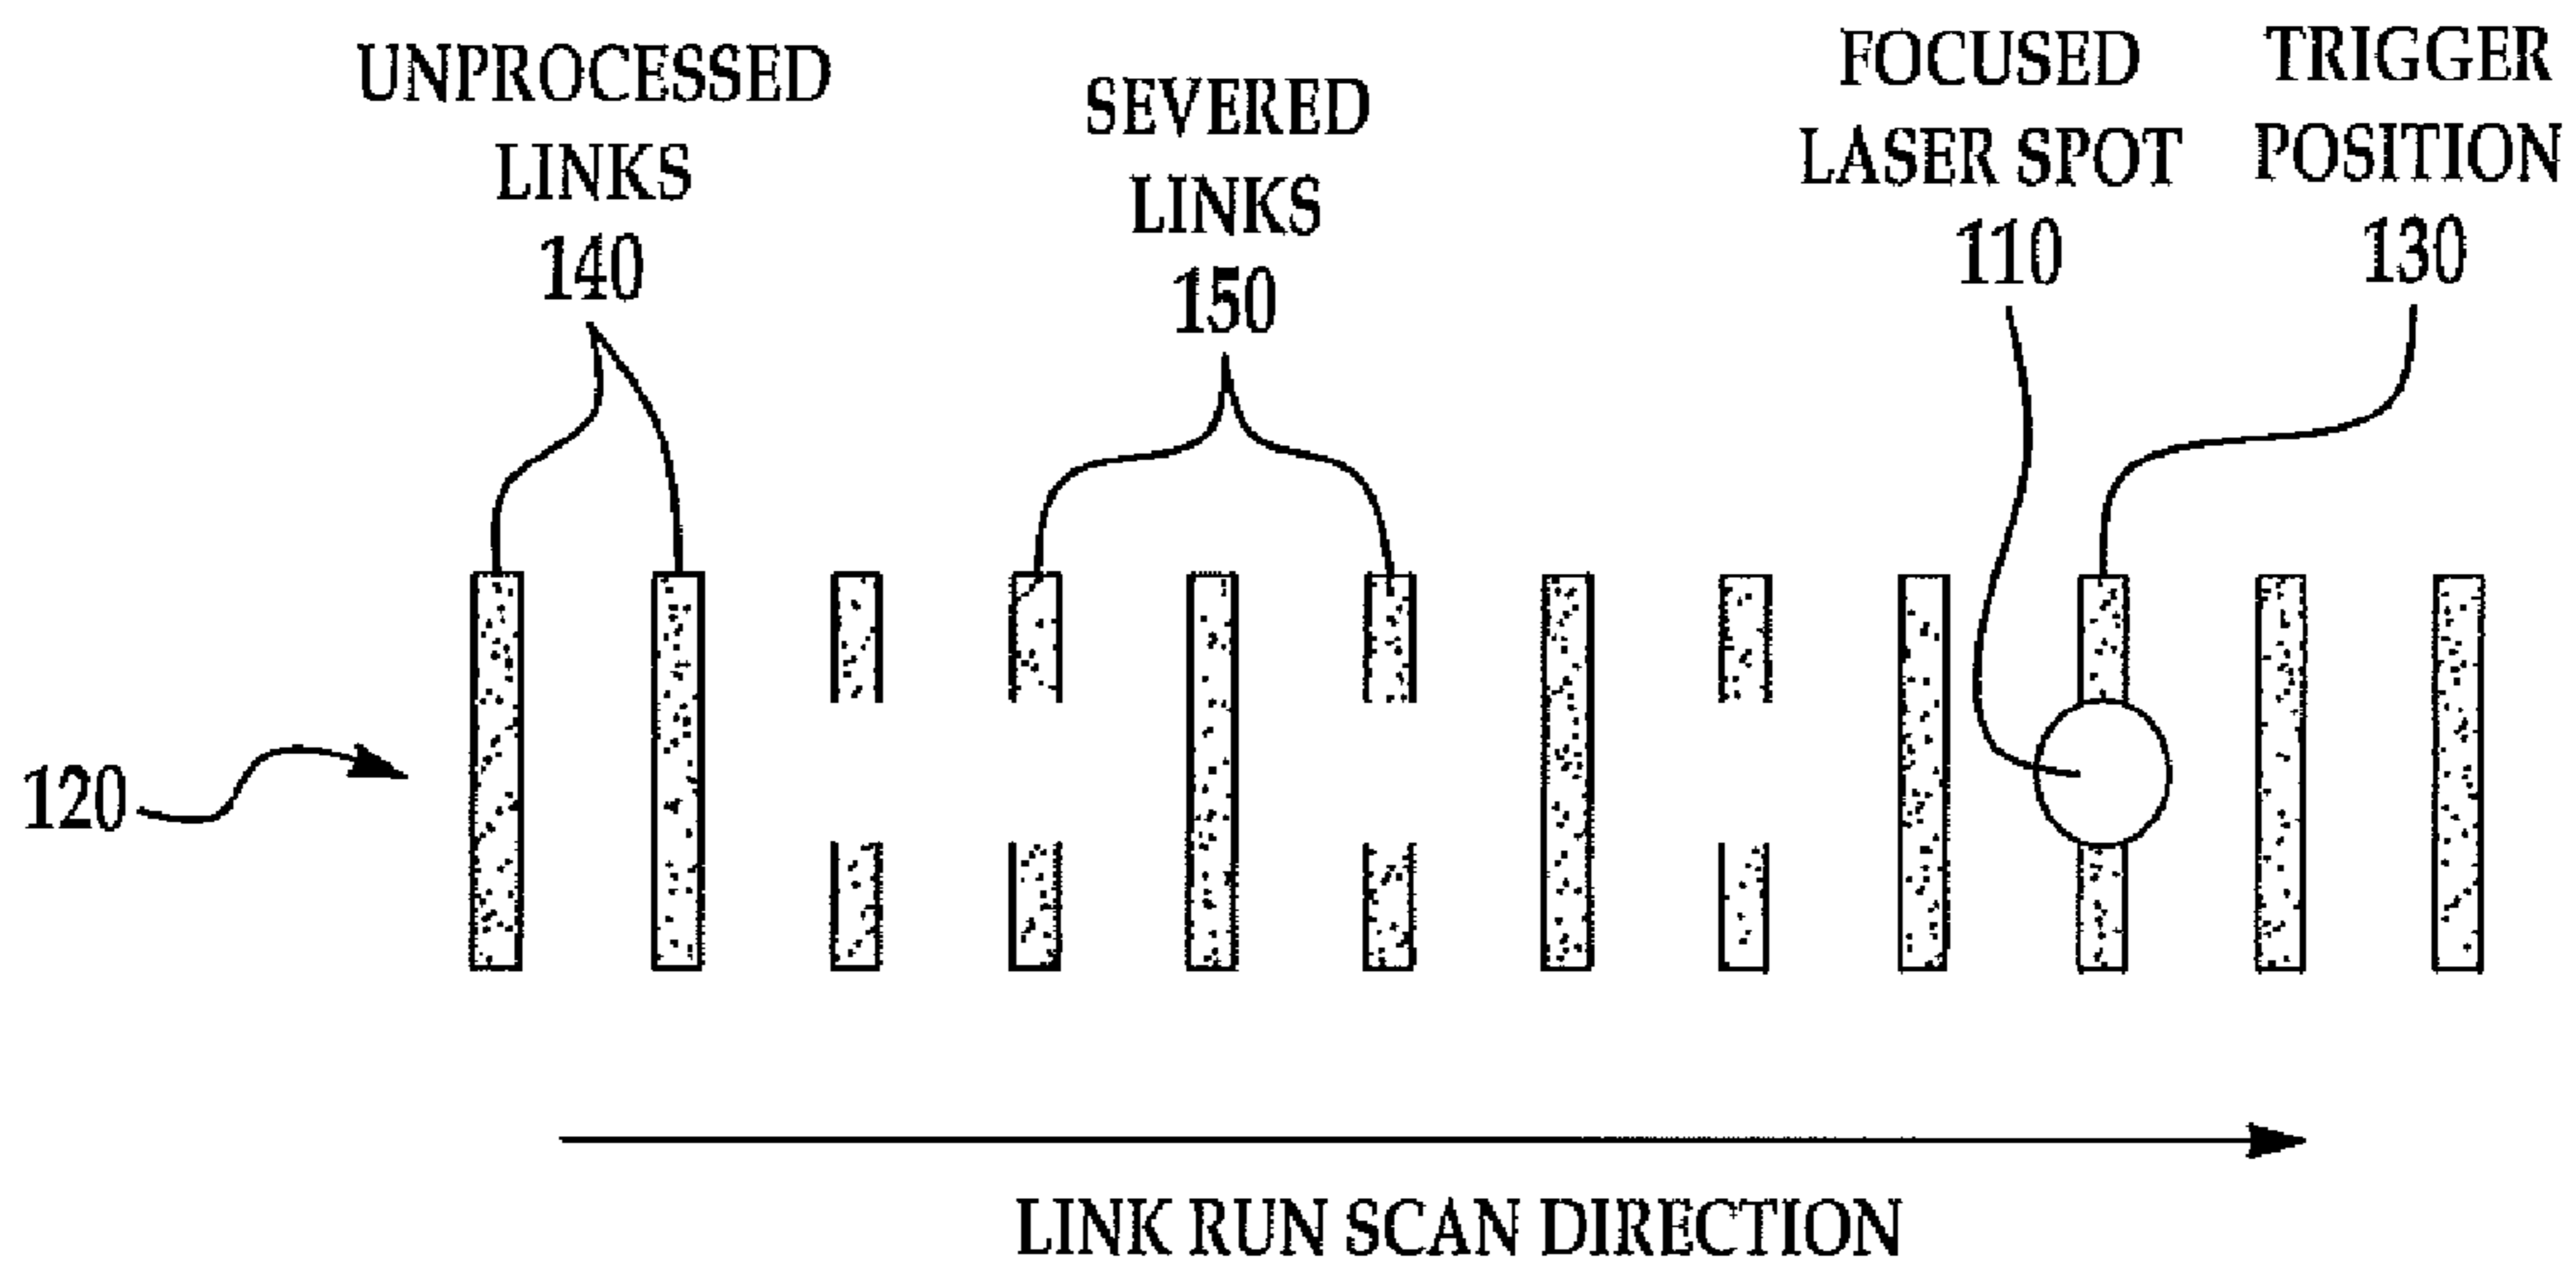 UNPROCESSED
LINKS
140
SEVERED
LINKS
150
FOCUSED
LASER SPOT
110
TRIGGER
POSITION
130
120
LINK RUN SCAN DIRECTION